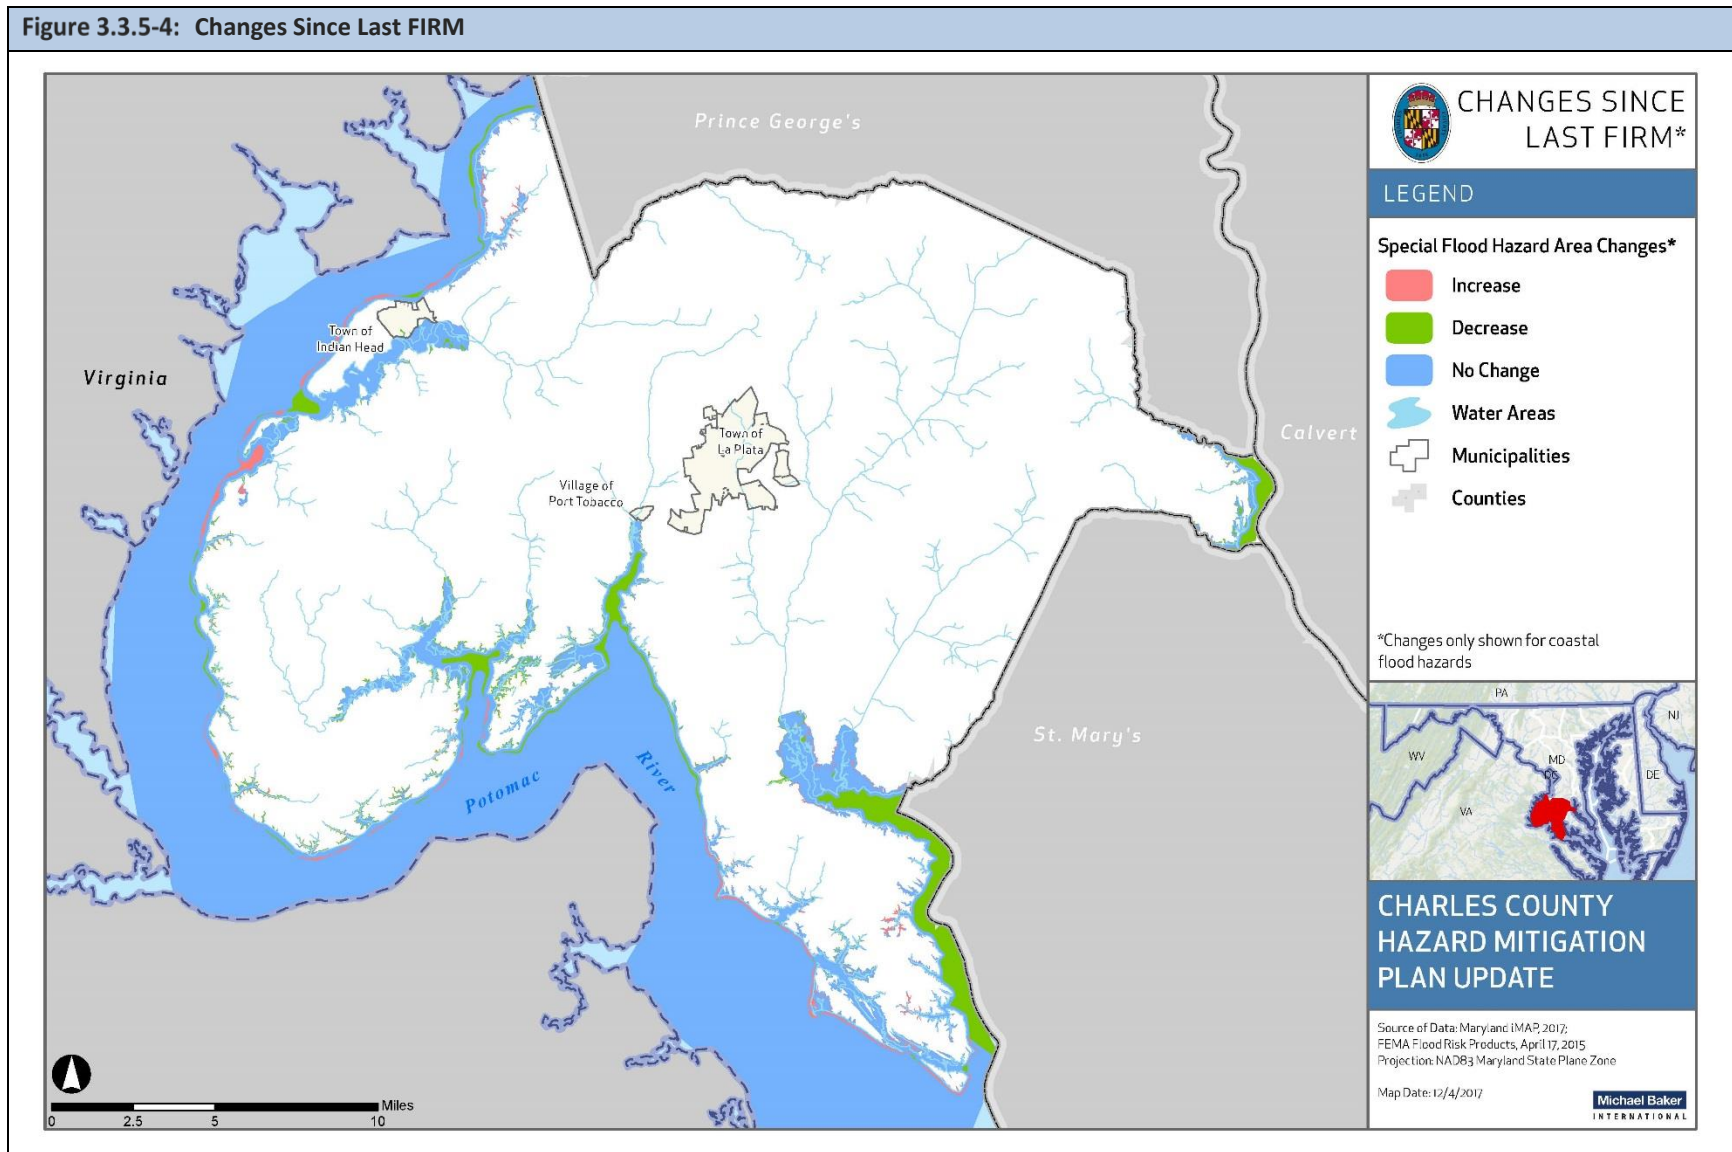 Figure 3.3.5-4: Changes Since Last FIRM
Prince George's
Town of
Indian Head
Virginia
Town of
La Plata
Village of
Port Tobacco
Calvert
St. Mary's
Potomac
River
Miles
0 2.5 5 10
CHANGES SINCE
LAST FIRM*
LEGEND
Special Flood Hazard Area Changes*
Increase
Decrease
No Change
Water Areas
Municipalities
Counties
*Changes only shown for coastal
flood hazards
PA
NJ
WV
MD
DC
DE
VA
CHARLES COUNTY
HAZARD MITIGATION
PLAN UPDATE
Source of Data: Maryland iMAP, 2017;
FEMA Flood Risk Products, April 17, 2015
Projection: NAD83 Maryland State Plane Zone
Map Date: 12/4/2017
Michael Baker
INTERNATIONAL